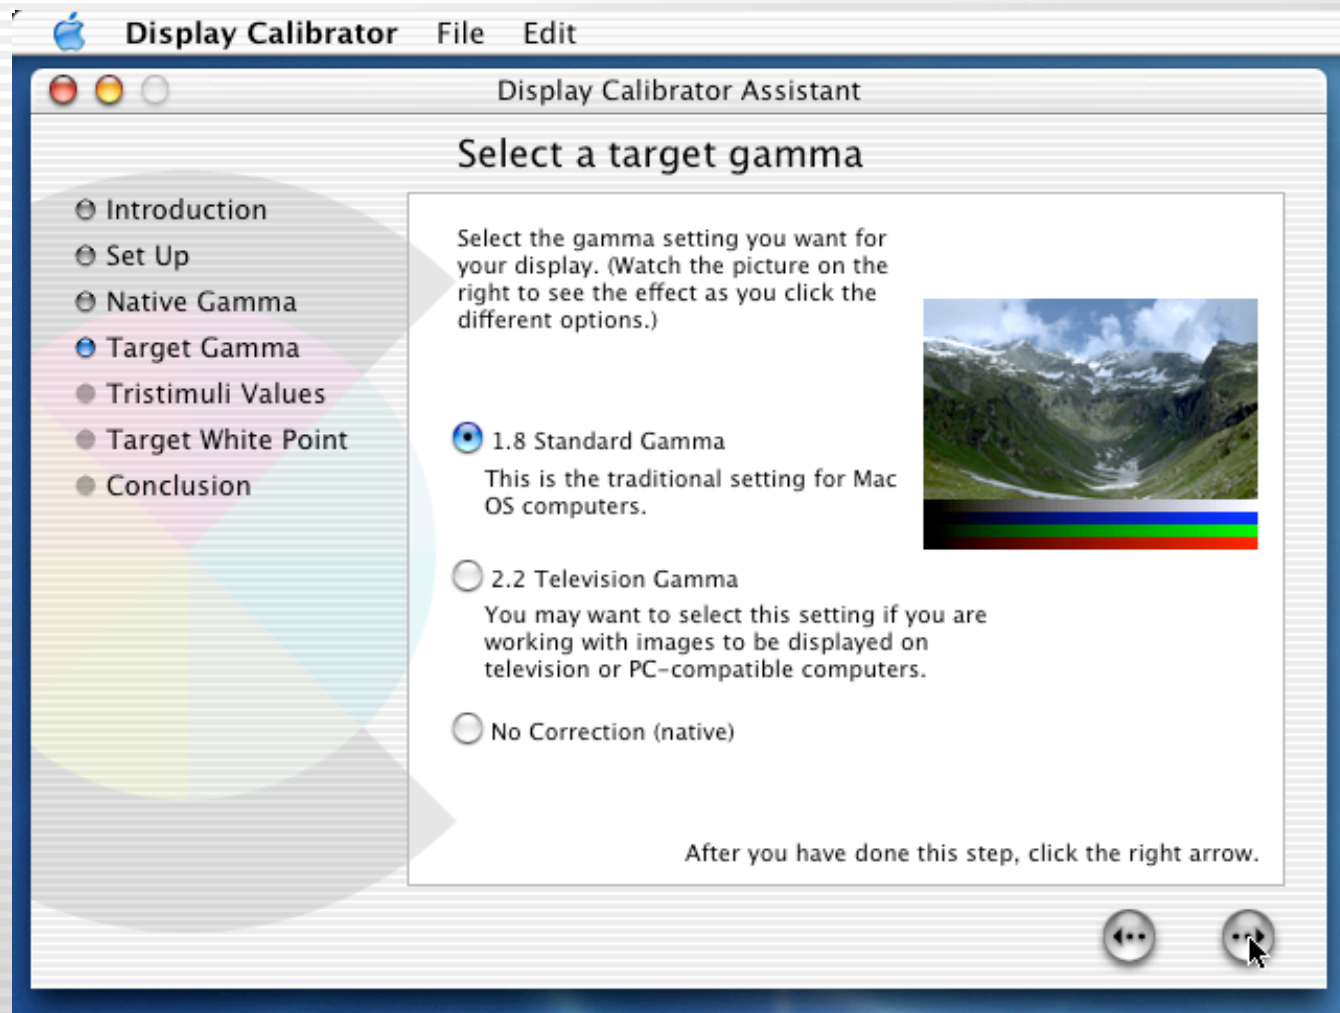 Display Calibrator File Edit
Display Calibrator Assistant
Select a target gamma
Introduction
Set Up
Native Gamma
Target Gamma
Tristimuli Values
Target White Point
Conclusion
Select the gamma setting you want for
your display. (Watch the picture on the
right to see the effect as you click the
different options.)
1.8 Standard Gamma
This is the traditional setting for Mac
OS computers.
2.2 Television Gamma
You may want to select this setting if you are
working with images to be displayed on
television or PC-compatible computers.
No Correction (native)
After you have done this step, click the right arrow.